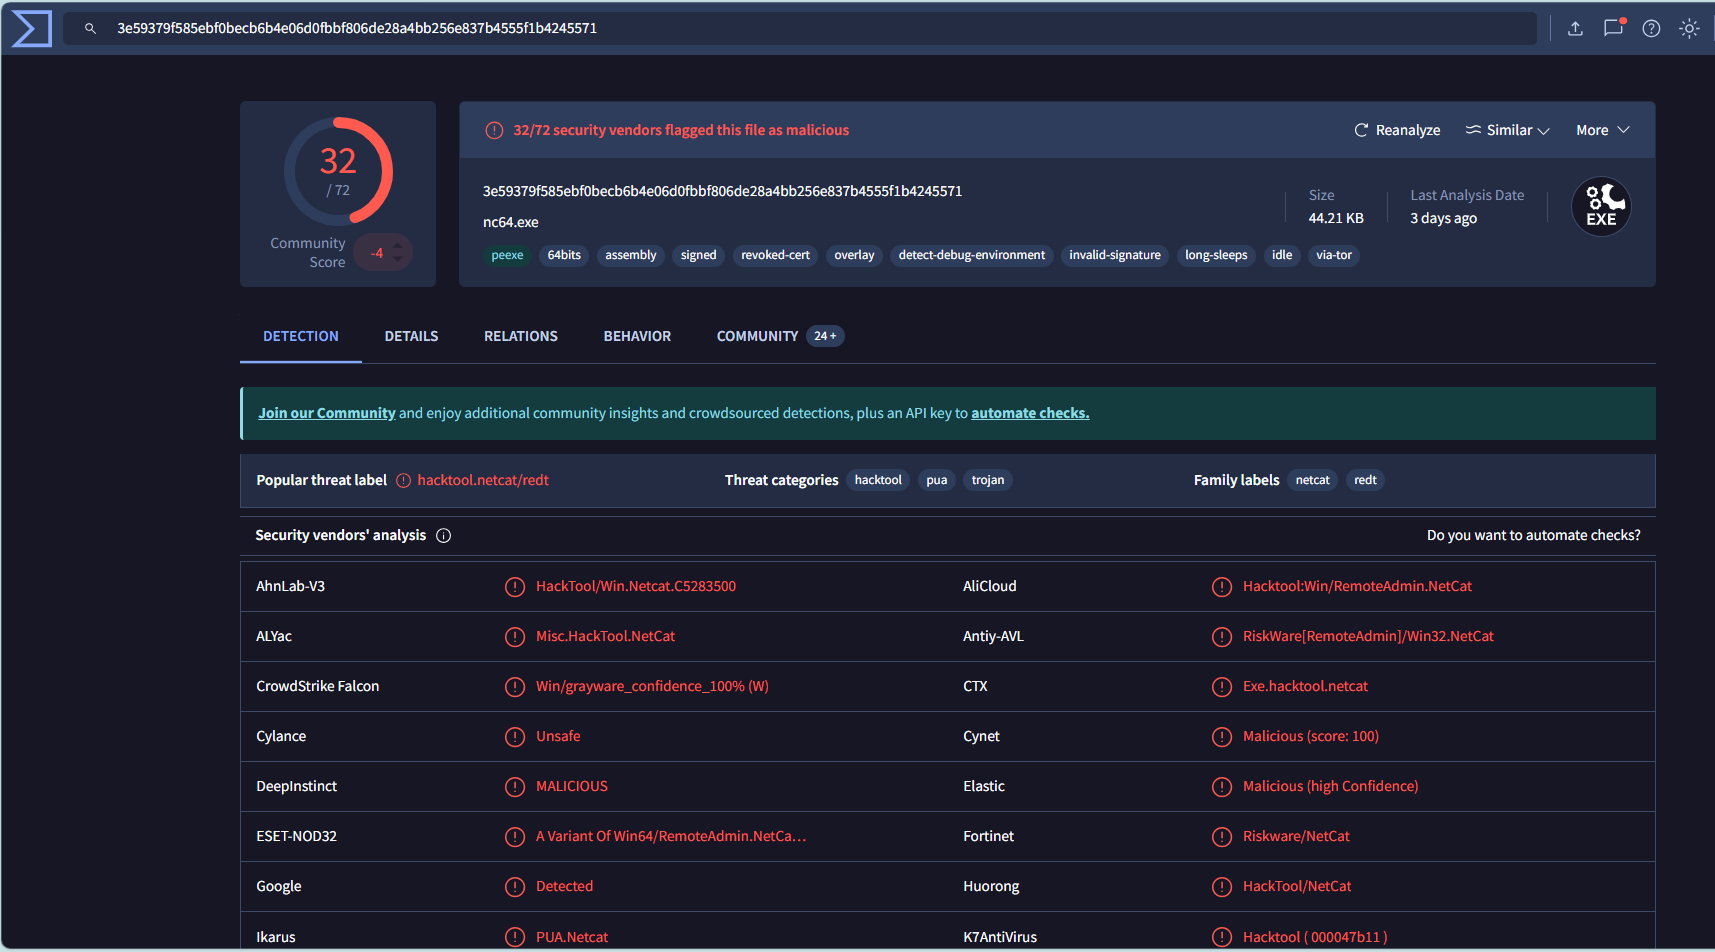 3e59379f585ebf0becb6b4e06d0fbbf806de28a4bb256e837b4555f1b4245571
32
/ 72
Community
Score
-4
32/72 security vendors flagged this file as malicious
Reanalyze
Similar
More
3e59379f585ebf0becb6b4e06d0fbbf806de28a4bb256e837b4555f1b4245571
nc64.exe
Size
44.21 KB
Last Analysis Date
3 days ago
EXE
peexe 64bits assembly signed revoked-cert overlay detect-debug-environment invalid-signature long-sleeps idle via-tor
DETECTION DETAILS RELATIONS BEHAVIOR COMMUNITY 24 +
Join our Community and enjoy additional community insights and crowdsourced detections, plus an API key to automate checks.
Popular threat label hacktool.netcat/redt Threat categories hacktool pua trojan Family labels netcat redt
Security vendors' analysis Do you want to automate checks?
AhnLab-V3 HackTool/Win.Netcat.C5283500 AliCloud Hacktool:Win/RemoteAdmin.NetCat
ALYac Misc.HackTool.NetCat Antiy-AVL RiskWare[RemoteAdmin]/Win32.NetCat
CrowdStrike Falcon Win/grayware_confidence_100% (W) CTX Exe.hacktool.netcat
Cylance Unsafe Cynet Malicious (score: 100)
DeepInstinct MALICIOUS Elastic Malicious (high Confidence)
ESET-NOD32 A Variant Of Win64/RemoteAdmin.NetCa… Fortinet Riskware/NetCat
Google Detected Huorong HackTool/NetCat
Ikarus PUA.Netcat K7AntiVirus Hacktool ( 000047b11 )